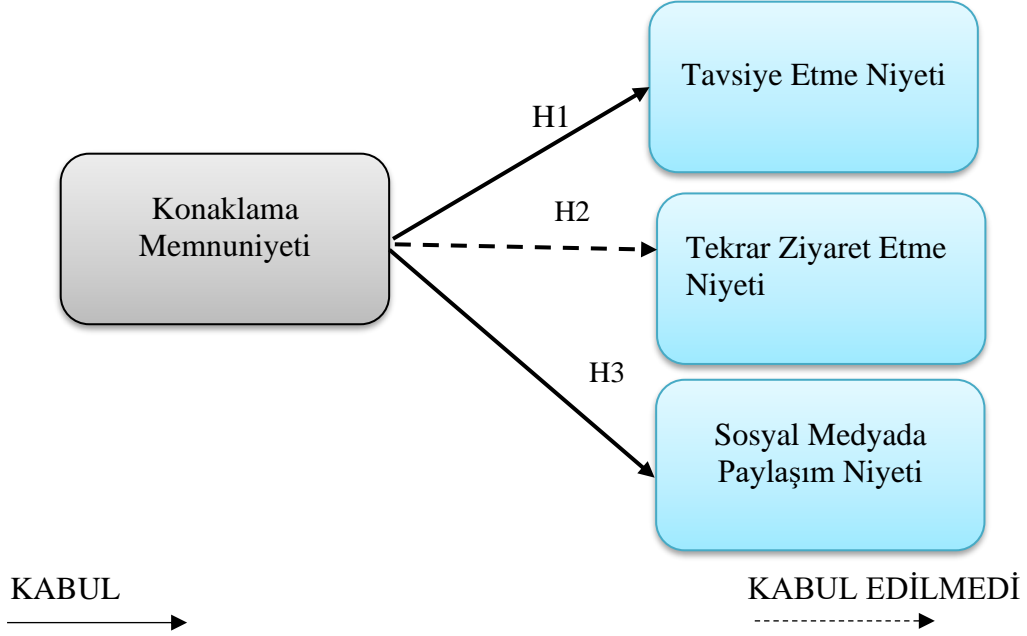 Tavsiye Etme Niyeti
H1
Konaklama
Memnuniyeti
H2
Tekrar Ziyaret Etme
Niyeti
H3
Sosyal Medyada
Paylaşım Niyeti
KABUL
KABUL EDİLMEDİ